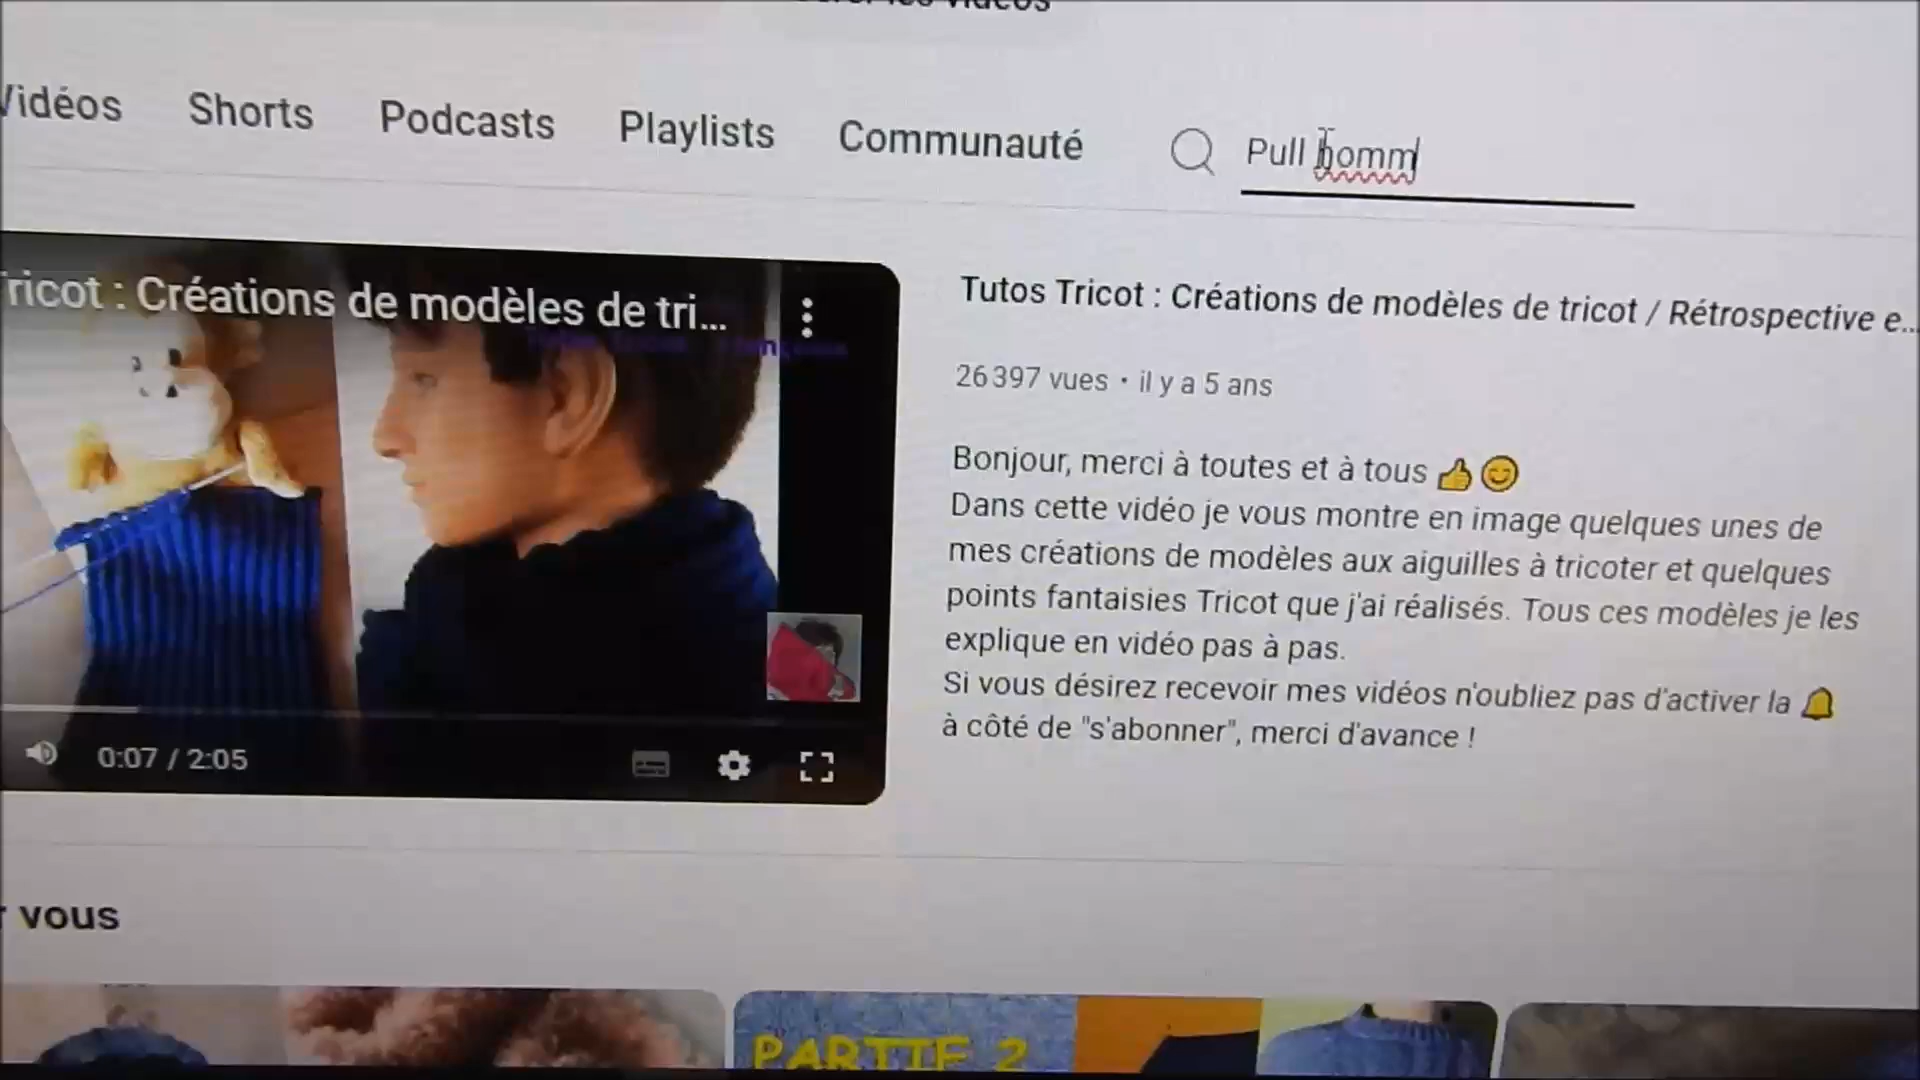 vidéos
Vidéos Shorts Podcasts Playlists Communauté Pull homm
ricot : Créations de modèles de tri...
Tutos Tricot : Créations de modèles de tricot / Rétrospective e...
26 397 vues • il y a 5 ans
Bonjour, merci à toutes et à tous 👍😊
Dans cette vidéo je vous montre en image quelques unes de
mes créations de modèles aux aiguilles à tricoter et quelques
points fantaisies Tricot que j'ai réalisés. Tous ces modèles je les
explique en vidéo pas à pas.
Si vous désirez recevoir mes vidéos n'oubliez pas d'activer la 🔔
à côté de "s'abonner", merci d'avance !
0:07 / 2:05
r vous
PARTIE 2